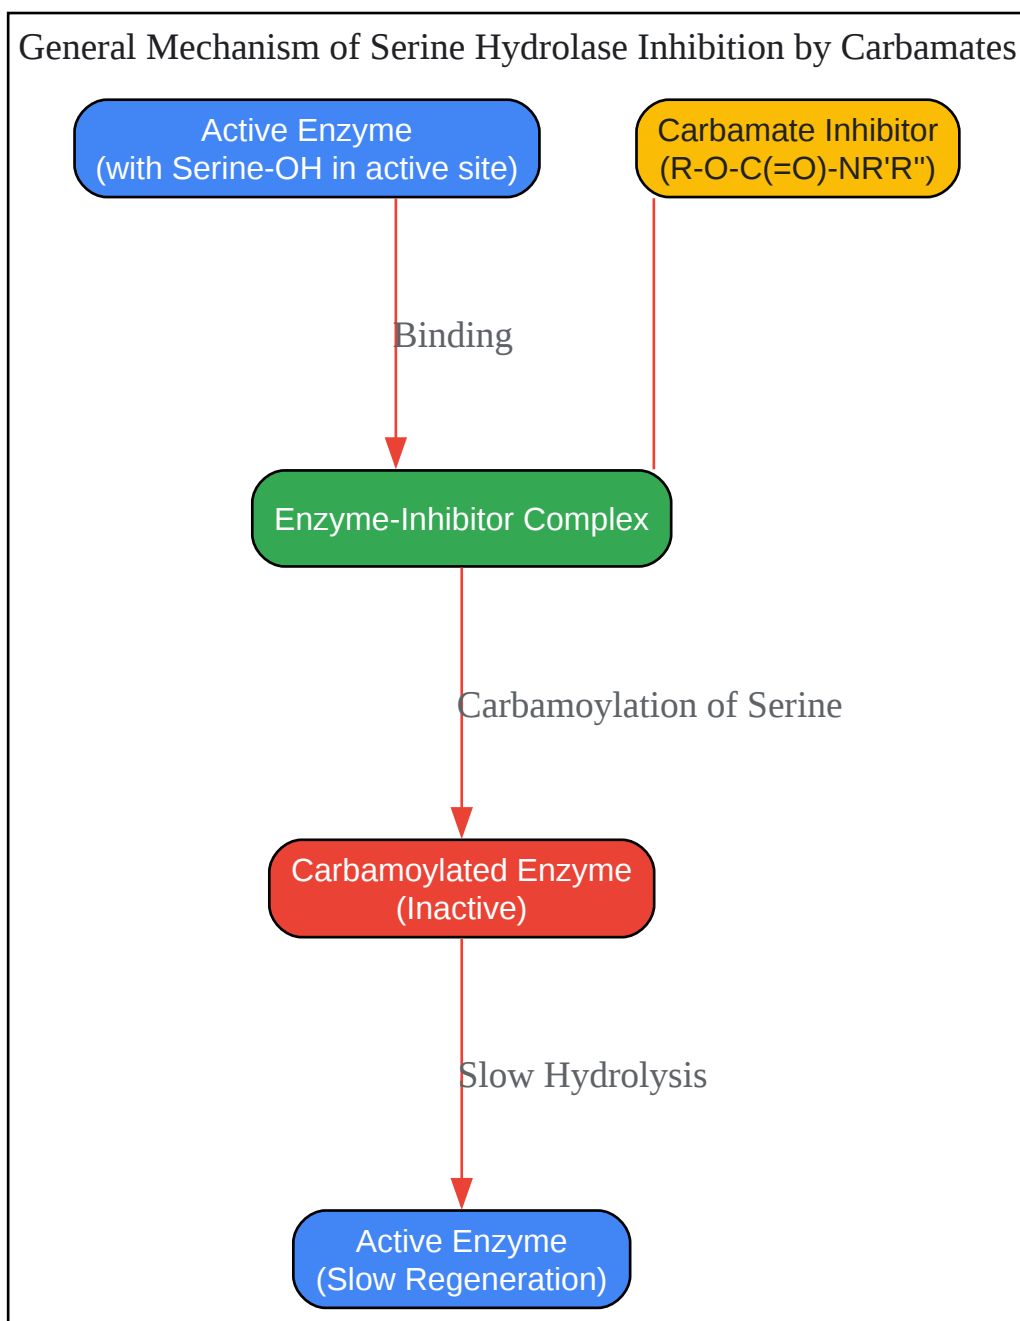 General Mechanism of Serine Hydrolase Inhibition by Carbamates
Active Enzyme
(with Serine-OH in active site)
Carbamate Inhibitor
(R-O-C(=O)-NR'R'')
Binding
Enzyme-Inhibitor Complex
Carbamoylation of Serine
Carbamoylated Enzyme
(Inactive)
Slow Hydrolysis
Active Enzyme
(Slow Regeneration)